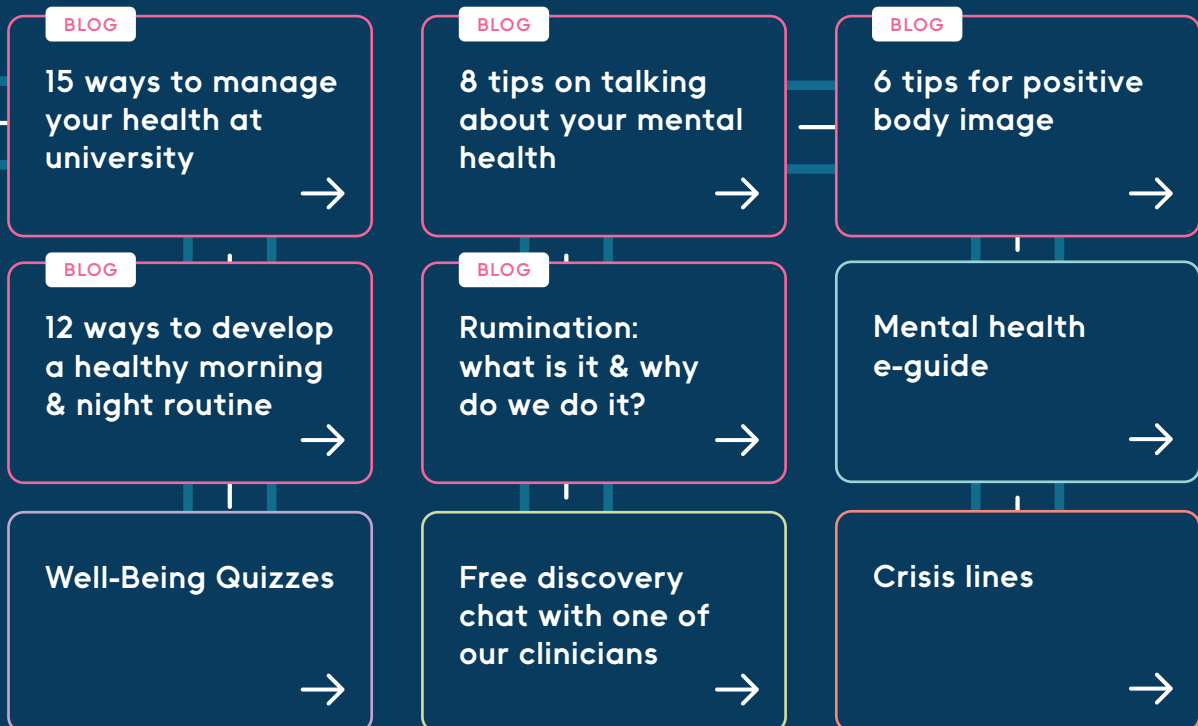 BLOG
15 ways to manage
your health at
university
BLOG
8 tips on talking
about your mental
health
BLOG
6 tips for positive
body image
BLOG
12 ways to develop
a healthy morning
& night routine
BLOG
Rumination:
what is it & why
do we do it?
Mental health
e-guide
Well-Being Quizzes
Free discovery
chat with one of
our clinicians
Crisis lines